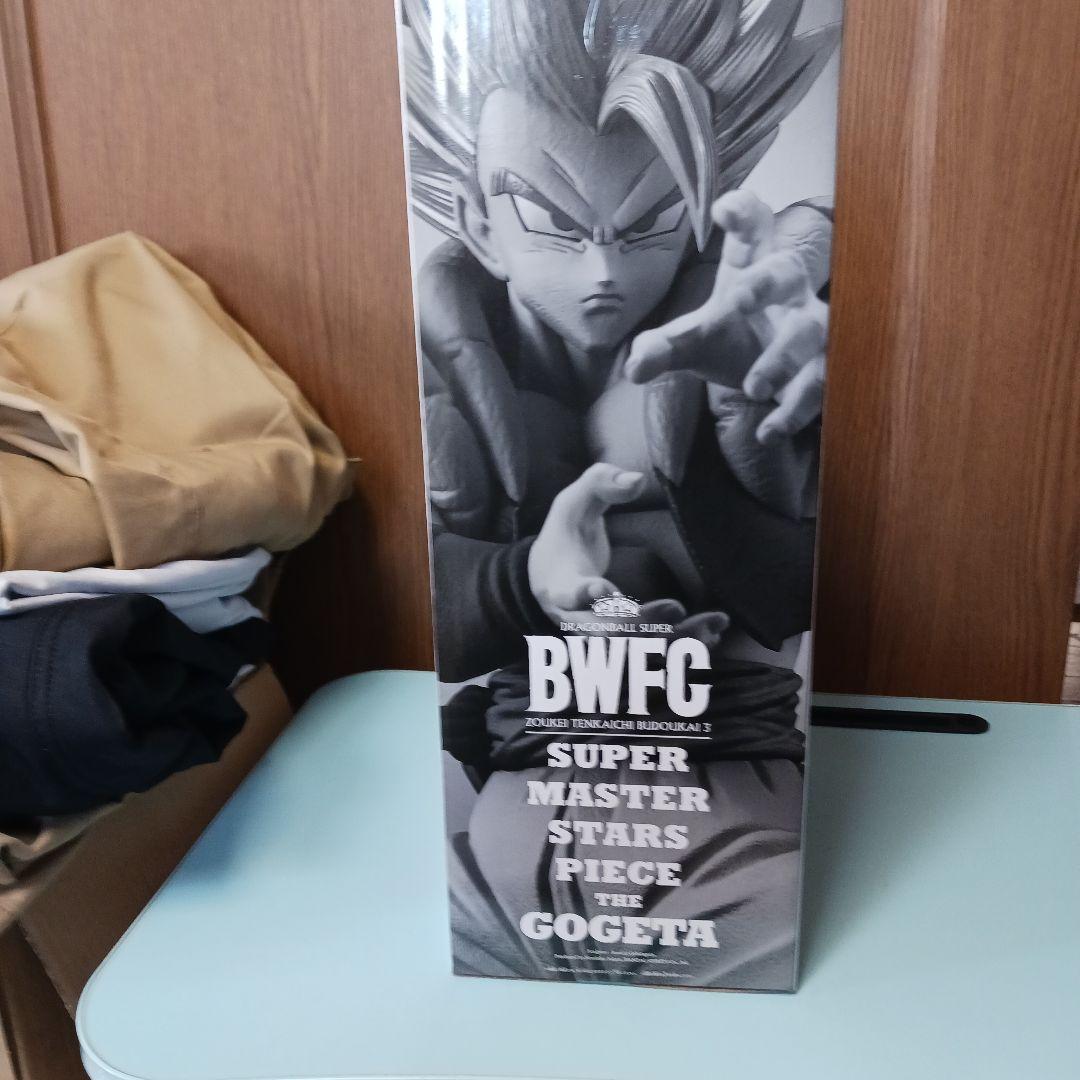 DRAGONBALL SUPER
BWFC
ZOUKEI TENKAICHI BUDOUKAI 3
SUPER
MASTER
STARS
PIECE
THE
GOGETA